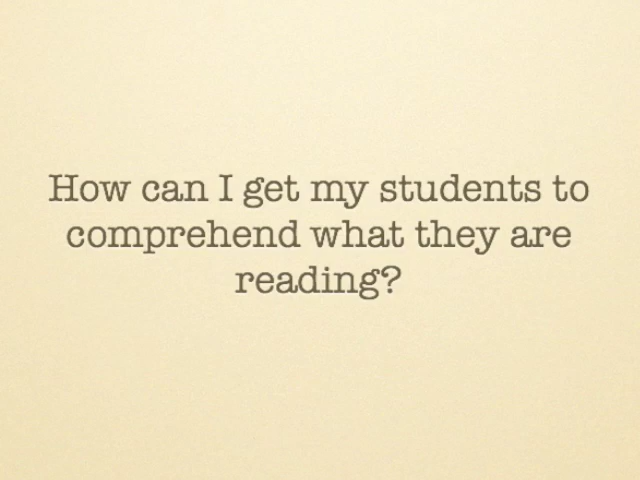 How can I get my students to
comprehend what they are
reading?